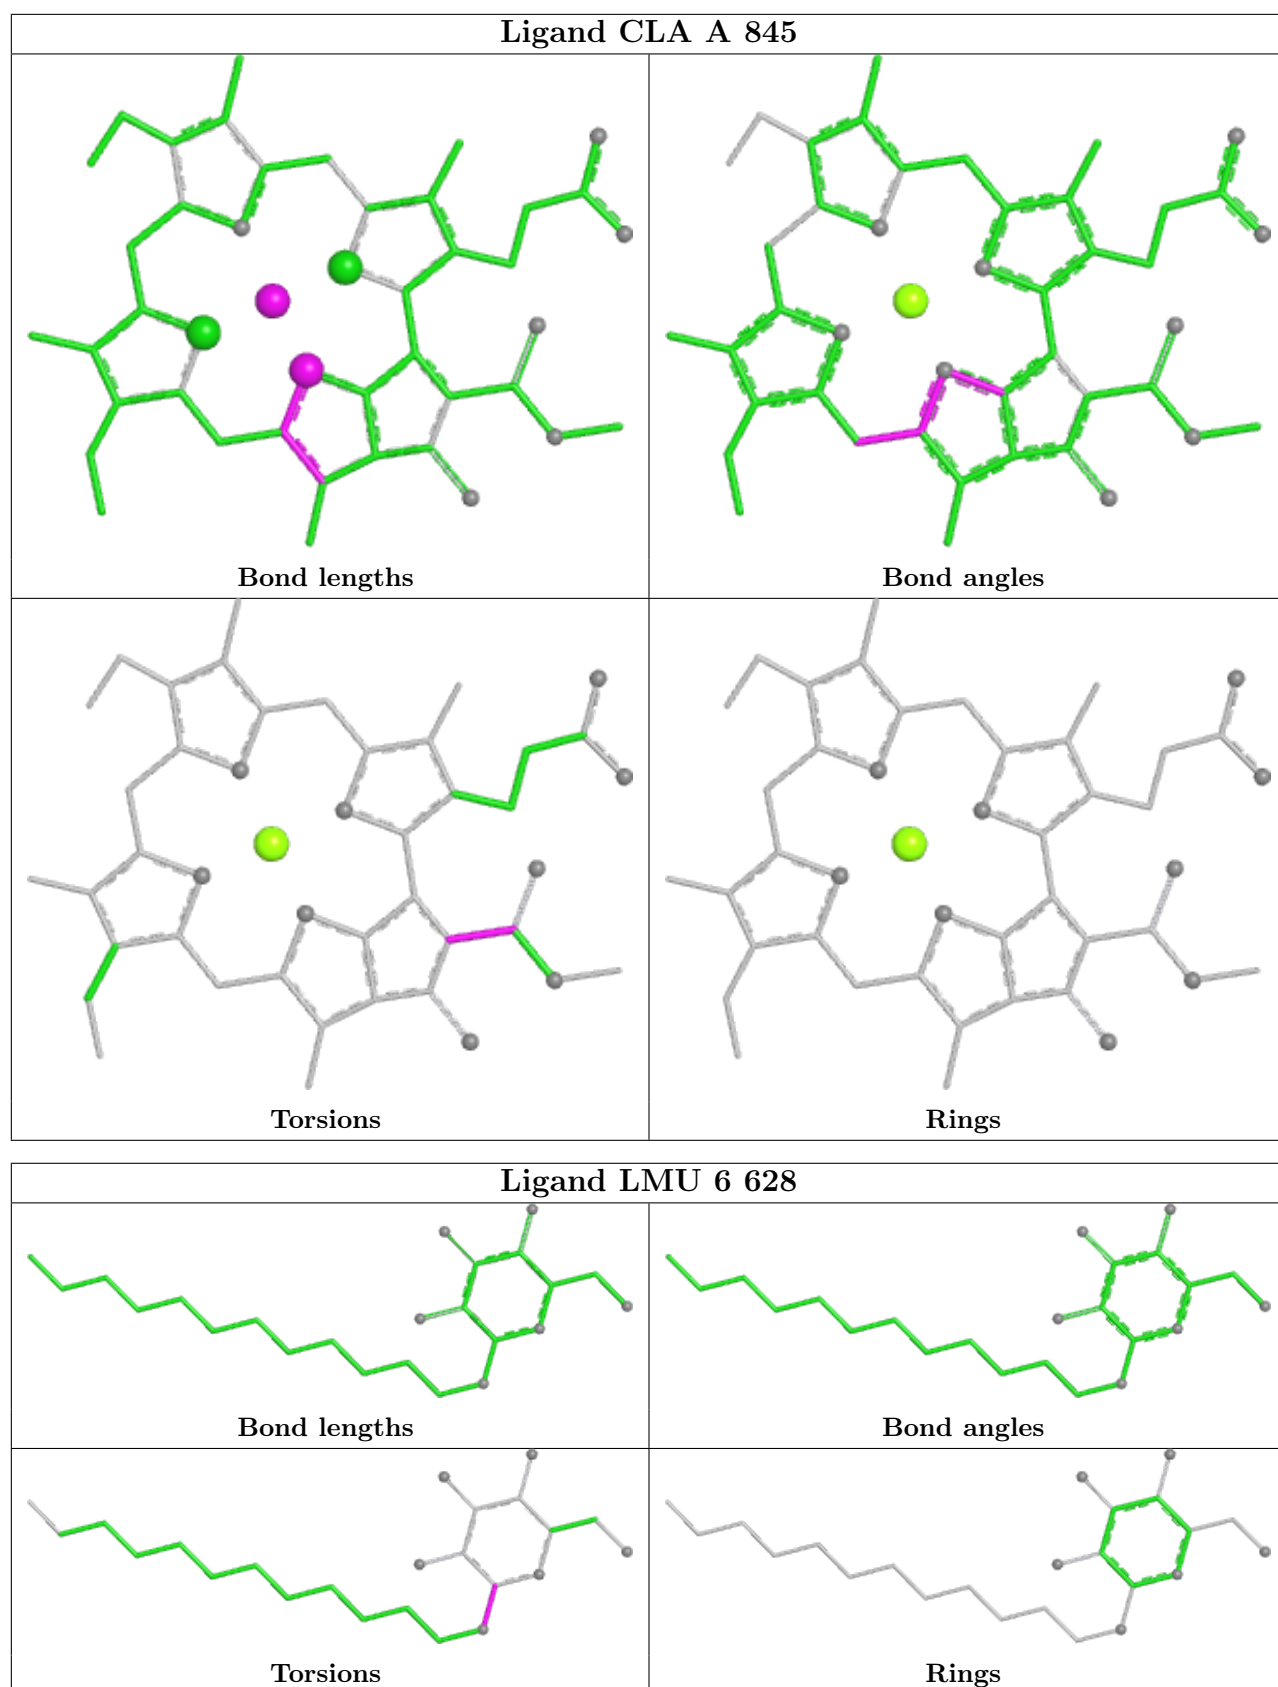 Ligand CLA A 845
Bond lengths
Bond angles
Torsions
Rings
Ligand LMU 6 628
Bond lengths
Bond angles
Torsions
Rings